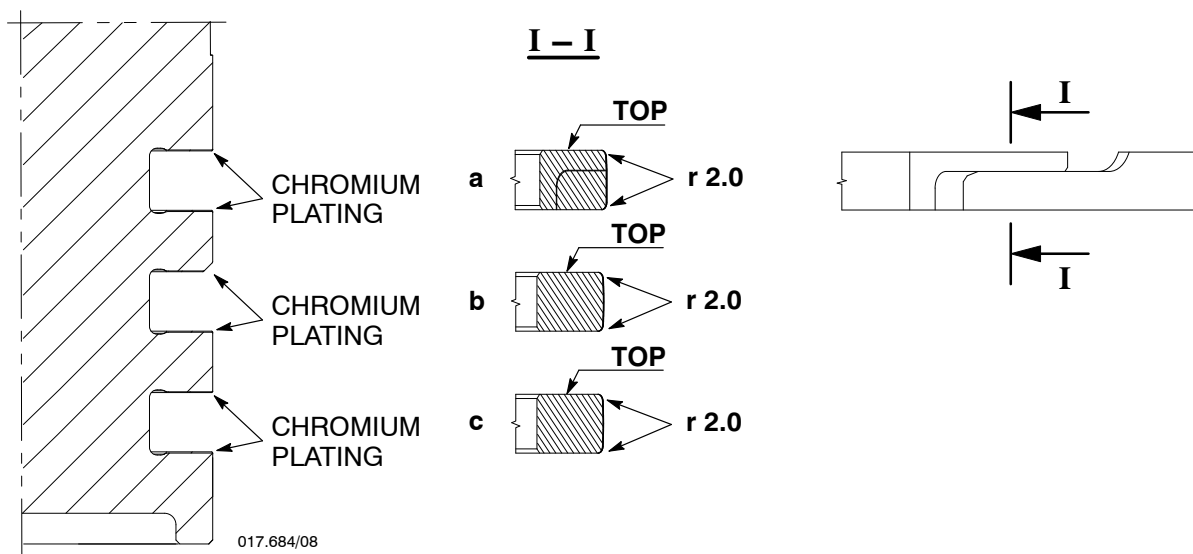 I – I
TOP
a
r 2.0
CHROMIUM
PLATING
TOP
b
r 2.0
CHROMIUM
PLATING
TOP
c
r 2.0
CHROMIUM
PLATING
017.684/08
I
I